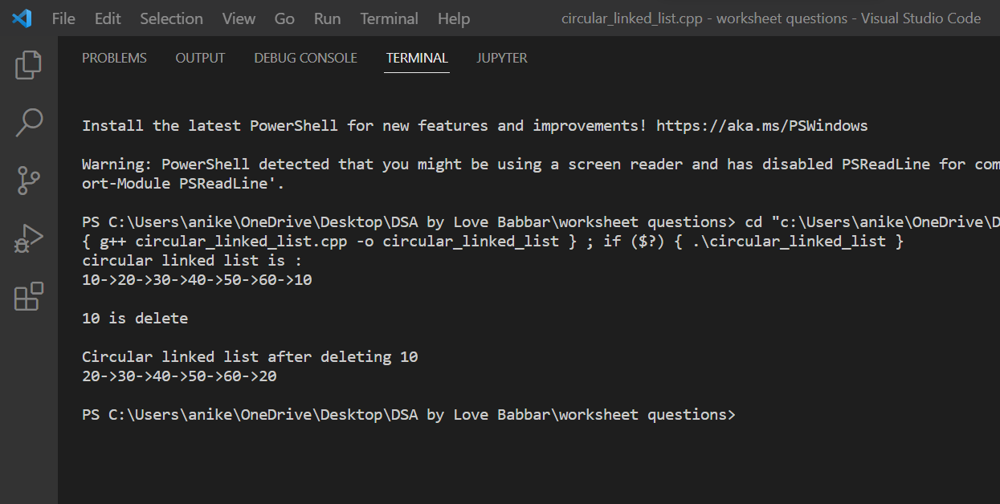 File Edit Selection View Go Run Terminal Help circular_linked_list.cpp - worksheet questions - Visual Studio Code
PROBLEMS OUTPUT DEBUG CONSOLE TERMINAL JUPYTER
Install the latest PowerShell for new features and improvements! https://aka.ms/PSWindows
Warning: PowerShell detected that you might be using a screen reader and has disabled PSReadLine for com
ort-Module PSReadLine'.
PS C:\Users\anike\OneDrive\Desktop\DSA by Love Babbar\worksheet questions> cd "c:\Users\anike\OneDrive\D
{ g++ circular_linked_list.cpp -o circular_linked_list } ; if ($?) { .\circular_linked_list }
circular linked list is :
10->20->30->40->50->60->10
10 is delete
Circular linked list after deleting 10
20->30->40->50->60->20
PS C:\Users\anike\OneDrive\Desktop\DSA by Love Babbar\worksheet questions>